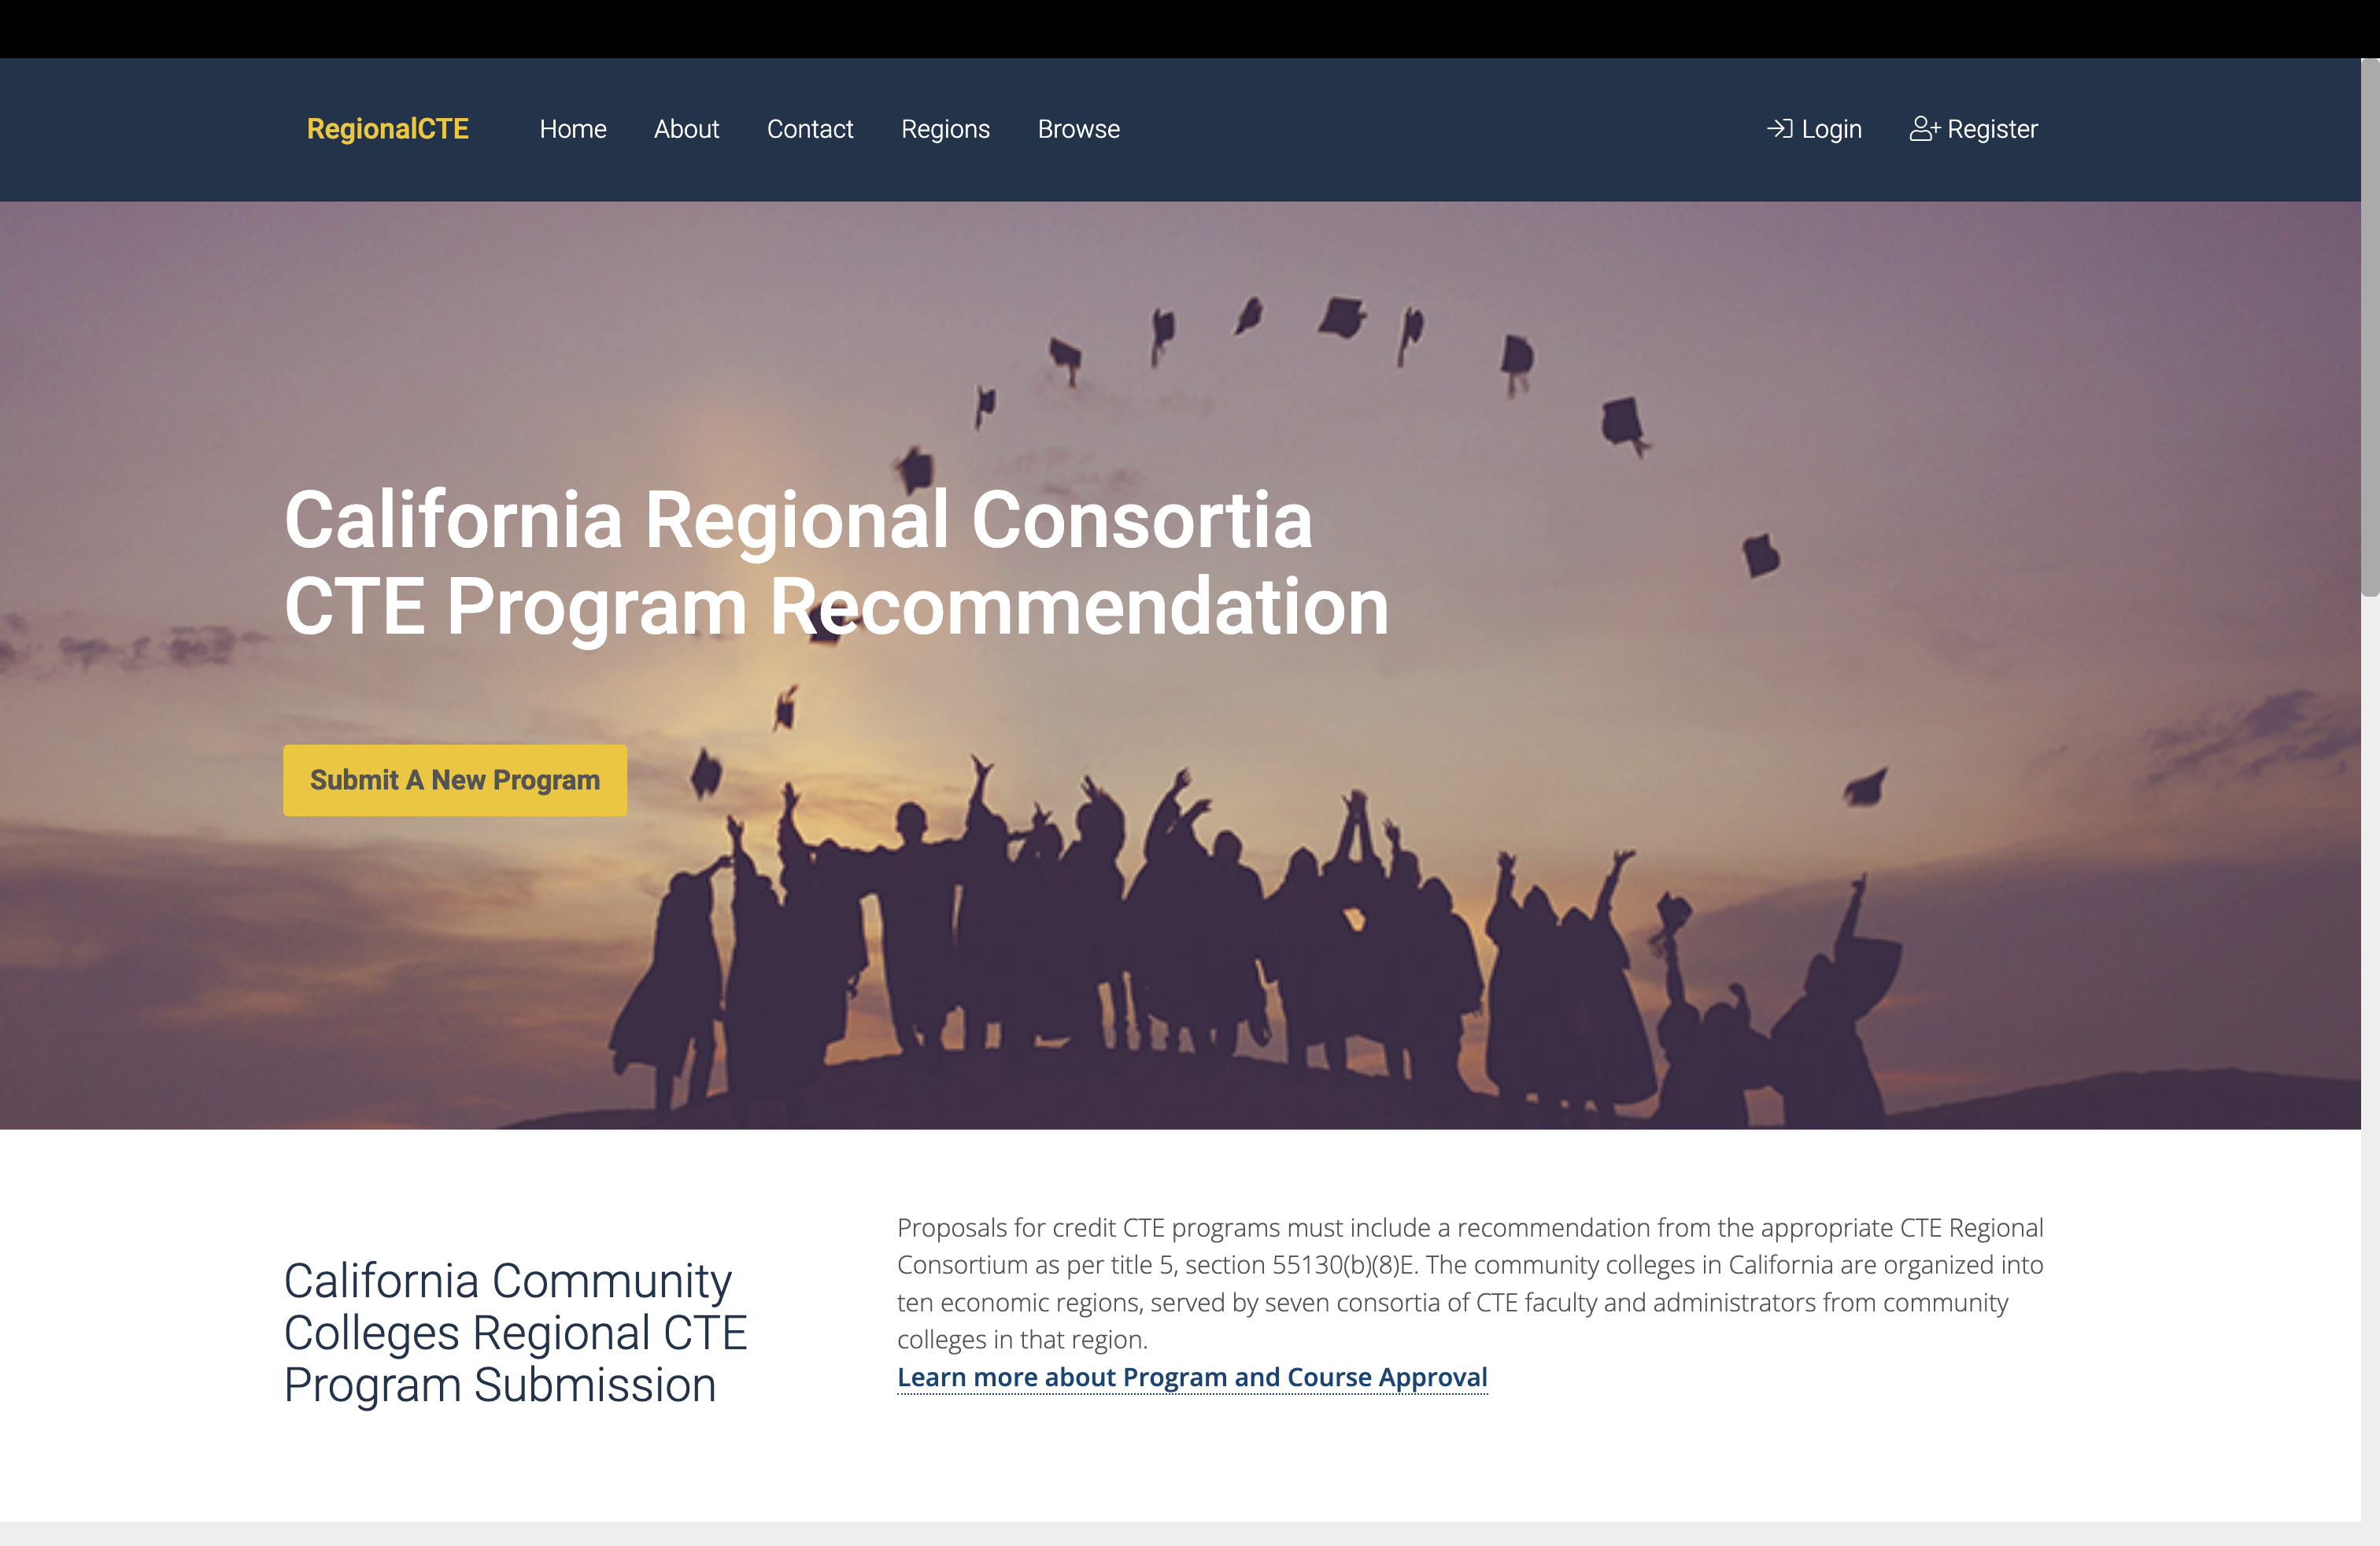 RegionalCTE Home About Contact Regions Browse Login Register
California Regional Consortia
CTE Program Recommendation
Submit A New Program
California Community
Colleges Regional CTE
Program Submission
Proposals for credit CTE programs must include a recommendation from the appropriate CTE Regional
Consortium as per title 5, section 55130(b)(8)E. The community colleges in California are organized into
ten economic regions, served by seven consortia of CTE faculty and administrators from community
colleges in that region.
Learn more about Program and Course Approval